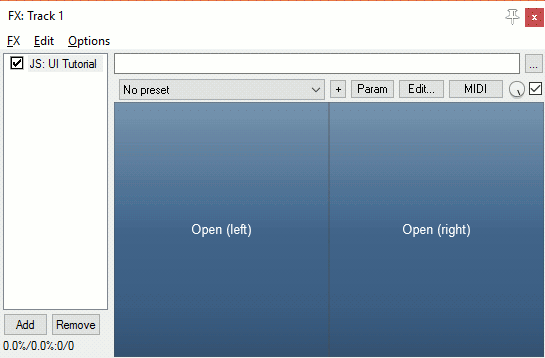 FX: Track 1
FX Edit Options
JS: UI Tutorial
...
No preset + Param Edit... MIDI
Open (left) Open (right)
Add Remove
0.0%/0.0%:0/0